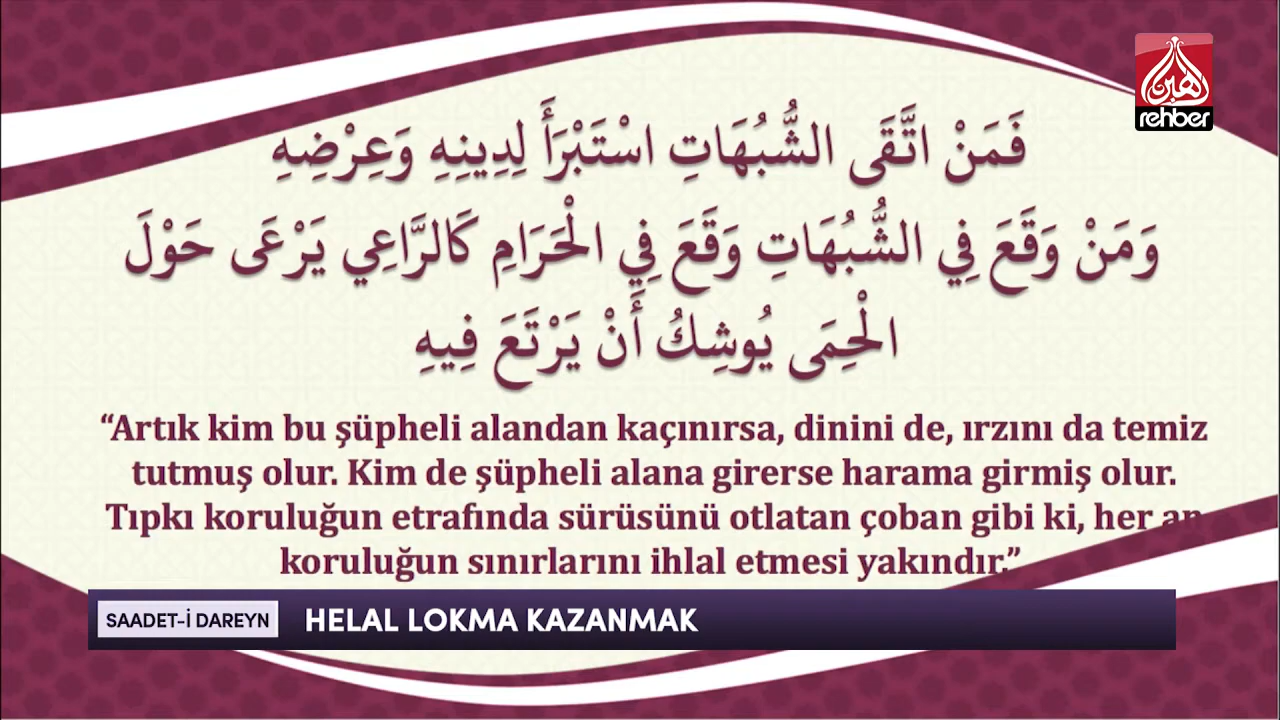 رهبر
rehber
فَمَنْ اتَّقَى الشُّبُهَاتِ اسْتَبْرَأَ لِدِينِهِ وَعِرْضِهِ
وَمَنْ وَقَعَ فِي الشُّبُهَاتِ وَقَعَ فِي الْحَرَامِ كَالرَّاعِي يَرْعَى حَوْلَ
الْحِمَى يُوشِكُ أَنْ يَرْتَعَ فِيهِ
“Artık kim bu şüpheli alandan kaçınırsa, dinini de, ırzını da temiz
tutmuş olur. Kim de şüpheli alana girerse harama girmiş olur.
Tıpkı koruluğun etrafında sürüsünü otlatan çoban gibi ki, her an
koruluğun sınırlarını ihlal etmesi yakındır.”
SAADET-İ DAREYN
HELAL LOKMA KAZANMAK